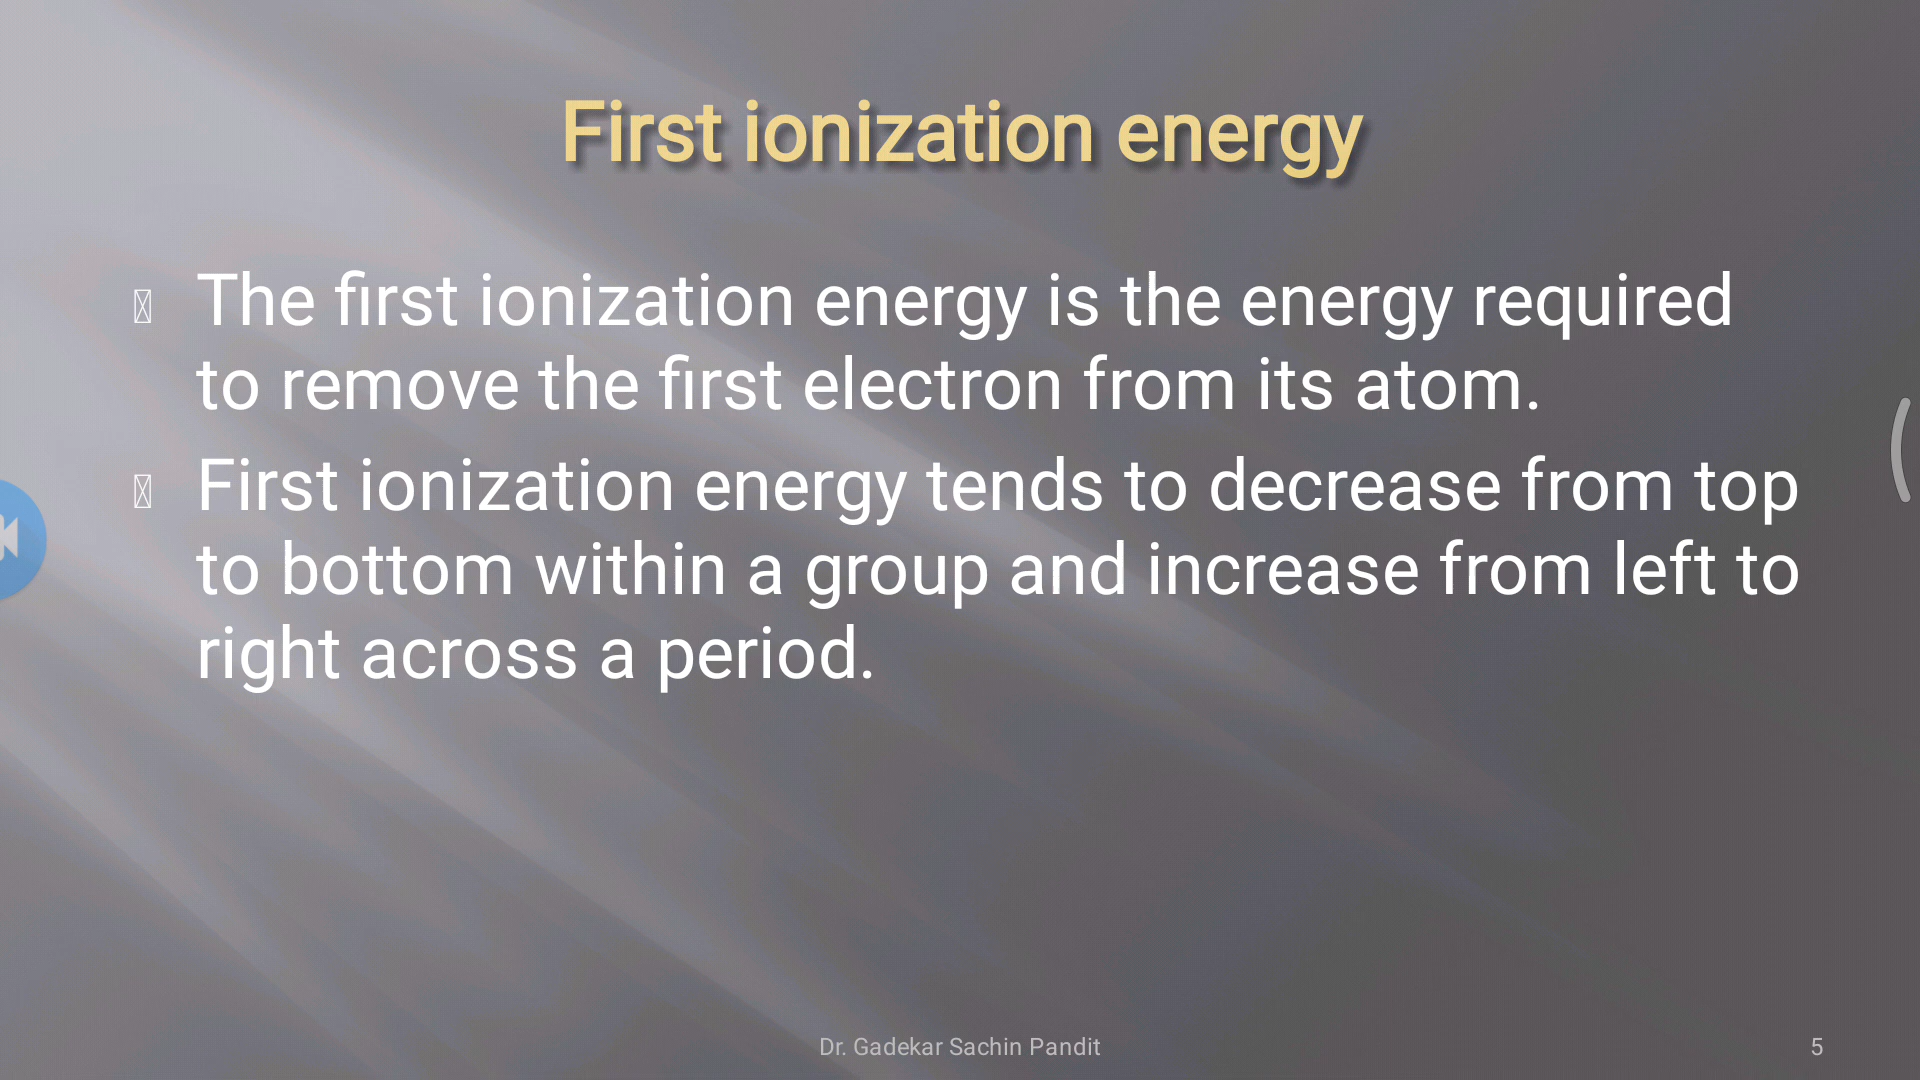 First ionization energy
The first ionization energy is the energy required
to remove the first electron from its atom.
First ionization energy tends to decrease from top
to bottom within a group and increase from left to
right across a period.
Dr. Gadekar Sachin Pandit
5